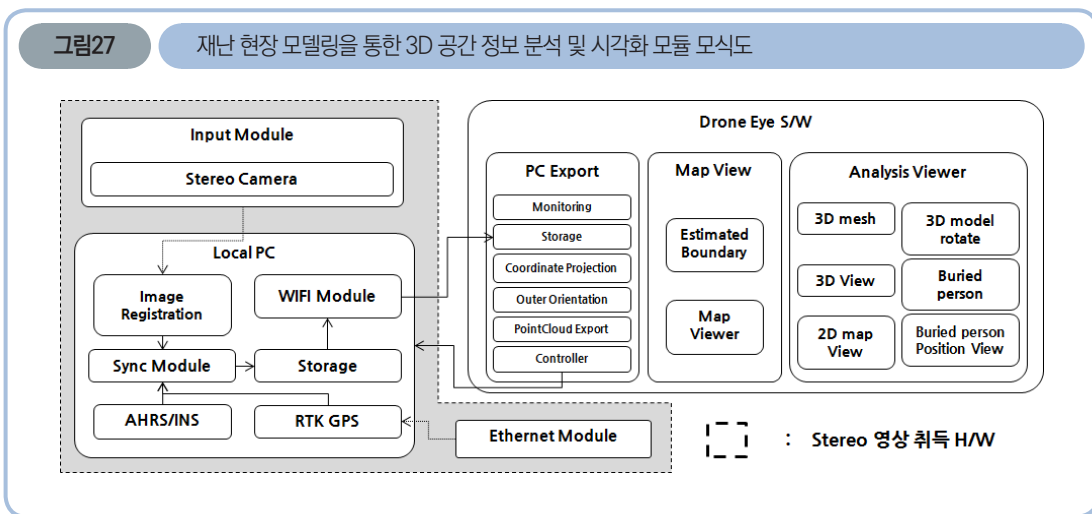 그림27
재난 현장 모델링을 통한 3D 공간 정보 분석 및 시각화 모듈 모식도
Input Module
Stereo Camera
Local PC
Image
Registration
WIFI Module
Sync Module
Storage
AHRS/INS
RTK GPS
Ethernet Module
Drone Eye S/W
PC Export
Monitoring
Storage
Coordinate Projection
Outer Orientation
PointCloud Export
Controller
Map View
Estimated
Boundary
Map
Viewer
Analysis Viewer
3D mesh
3D model
rotate
3D View
Buried
person
2D map
View
Buried person
Position View
: Stereo 영상 취득 H/W